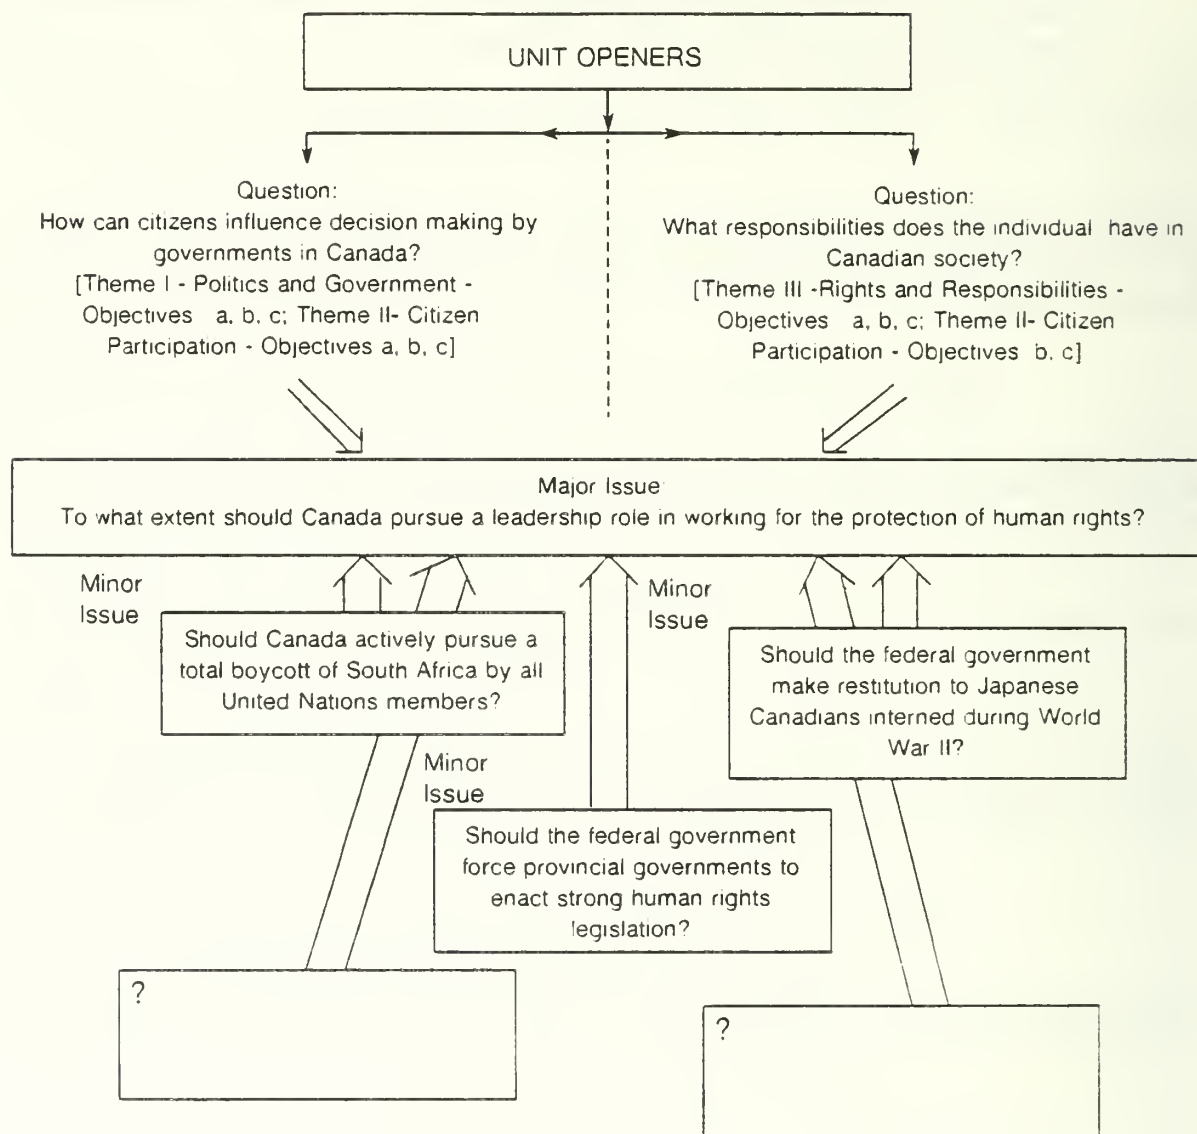 UNIT OPENERS
Question:
How can citizens influence decision making by
governments in Canada?
[Theme I - Politics and Government -
Objectives a, b, c; Theme II- Citizen
Participation - Objectives a, b, c]
Question:
What responsibilities does the individual have in
Canadian society?
[Theme III -Rights and Responsibilities -
Objectives a, b, c; Theme II- Citizen
Participation - Objectives b, c]
Major Issue
To what extent should Canada pursue a leadership role in working for the protection of human rights?
Minor
Issue
Should Canada actively pursue a
total boycott of South Africa by all
United Nations members?
Minor
Issue
Should the federal government
make restitution to Japanese
Canadians interned during World
War II?
Minor
Issue
Should the federal government
force provincial governments to
enact strong human rights
legislation?
?
?